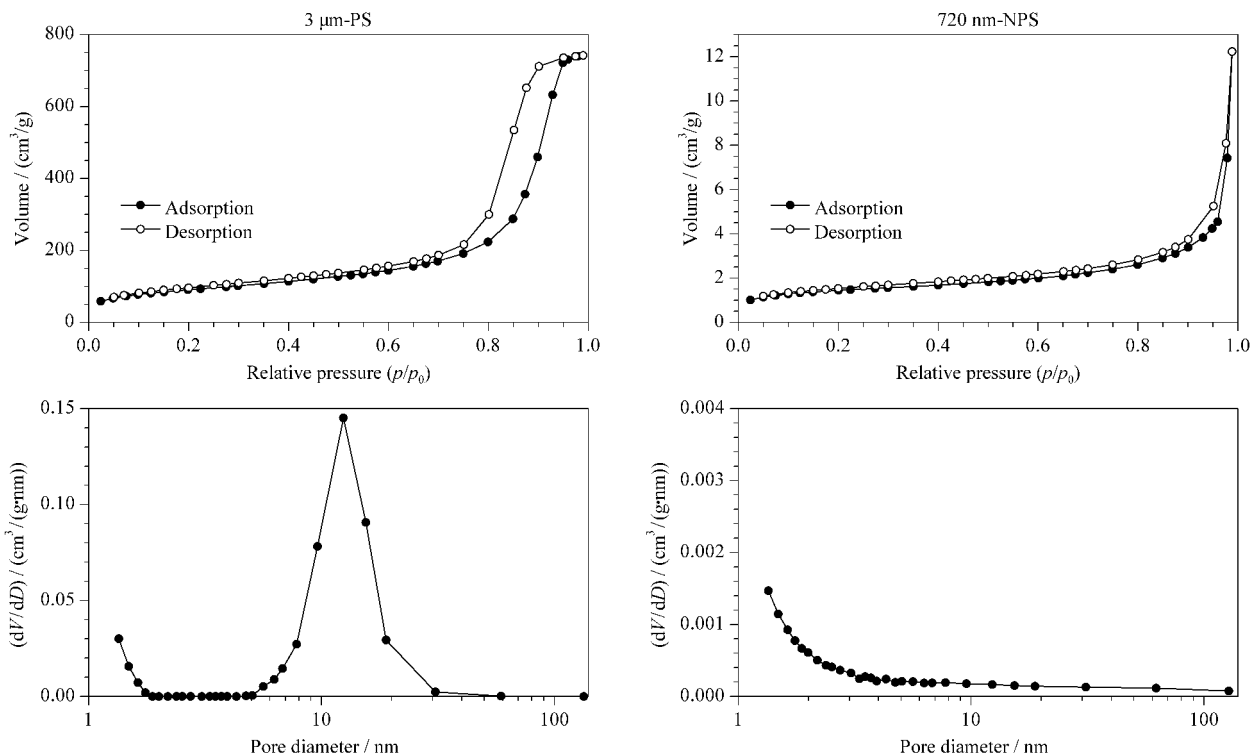 3 μm-PS
800
600
400
200
0
Volume / (cm³/g)
Adsorption
Desorption
0.0 0.2 0.4 0.6 0.8 1.0
Relative pressure (p/p₀)
720 nm-NPS
12
10
8
6
4
2
0
Volume / (cm³/g)
Adsorption
Desorption
0.0 0.2 0.4 0.6 0.8 1.0
Relative pressure (p/p₀)
0.15
0.10
0.05
0.00
(dV/dD) / (cm³/(g•nm))
1 10 100
Pore diameter / nm
0.004
0.003
0.002
0.001
0.000
(dV/dD) / (cm³/(g•nm))
1 10 100
Pore diameter / nm